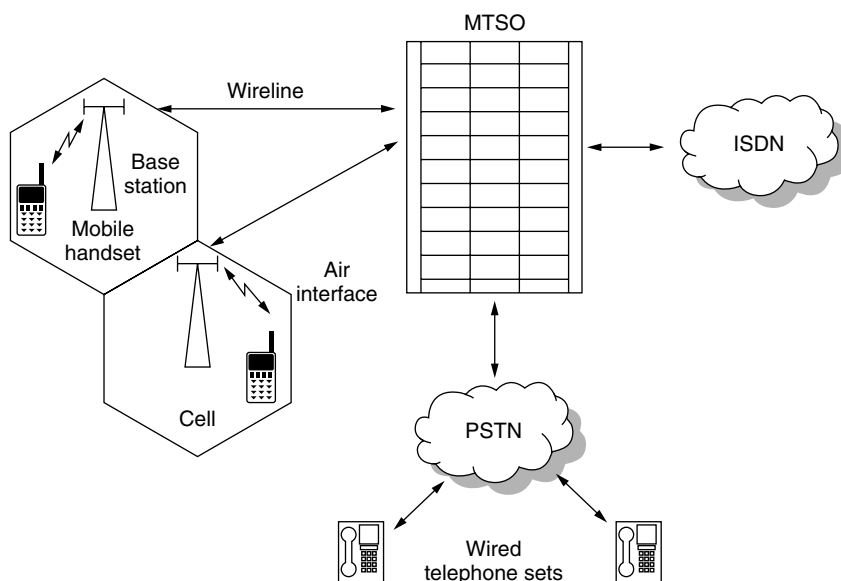 MTSO
Wireline
Base
station
ISDN
Mobile
handset
Air
interface
Cell
PSTN
Wired
telephone sets